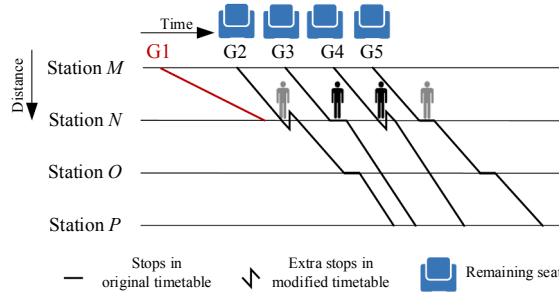 Time
G1 G2 G3 G4 G5
Distance
Station M
Station N
Station O
Station P
Stops in
original timetable
Extra stops in
modified timetable
Remaining seat